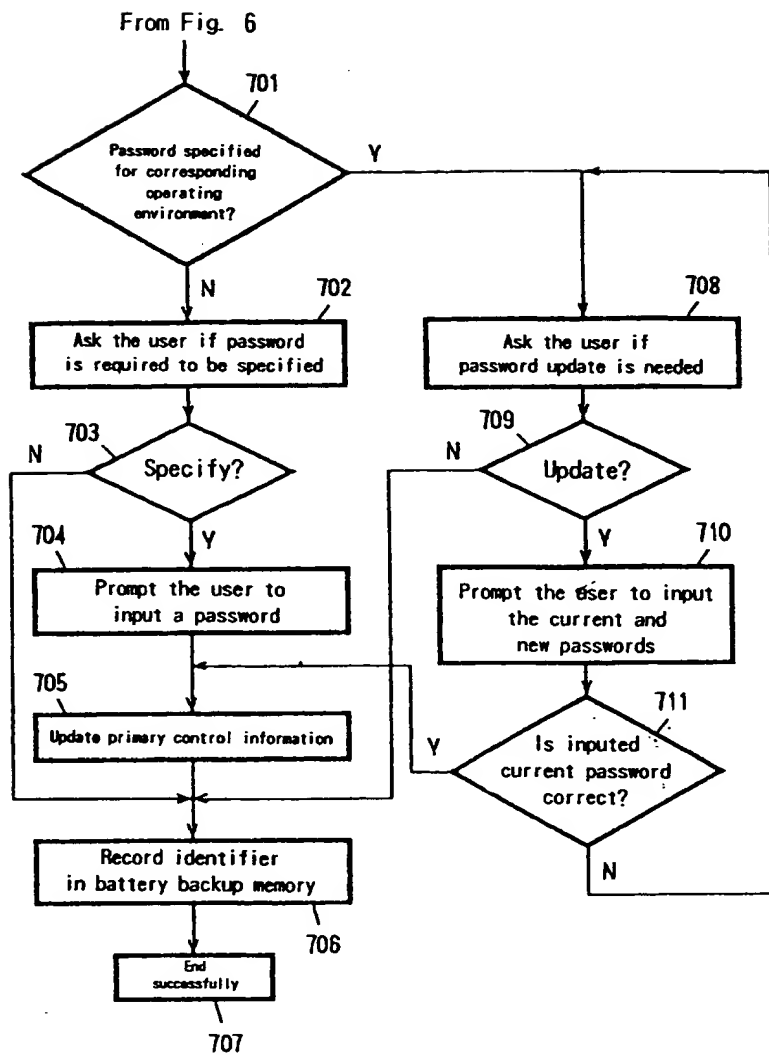 From Fig. 6
701
Password specified
for corresponding
operating
environment?
Y
N
702
Ask the user if password
is required to be specified
708
Ask the user if
password update is needed
703
N
Specify?
Y
709
N
Update?
Y
704
Prompt the user to
input a password
710
Prompt the user to input
the current and
new passwords
705
Update primary control information
711
Y
Is inputed
current password
correct?
N
Record identifier
in battery backup memory
706
End
successfully
707